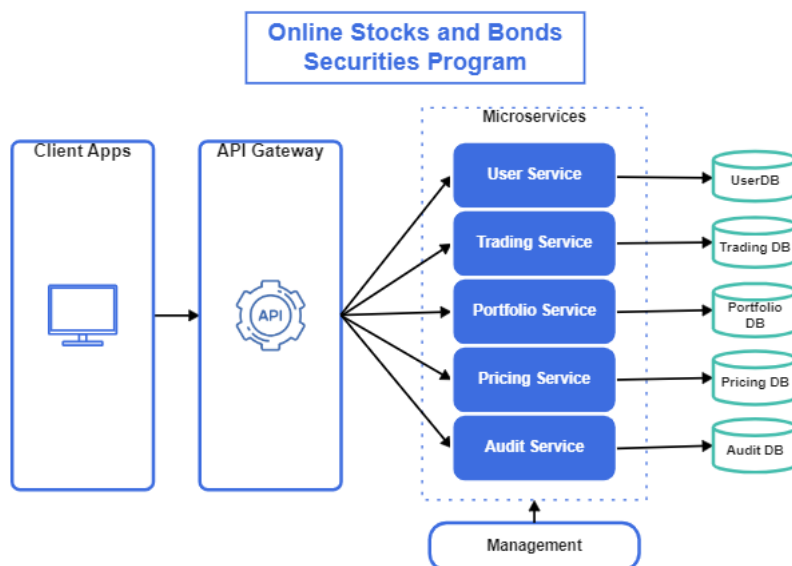 Online Stocks and Bonds
Securities Program
Microservices
Client Apps
API Gateway
User Service
UserDB
Trading Service
Trading DB
API
Portfolio Service
Portfolio
DB
Pricing Service
Pricing DB
Audit Service
Audit DB
Management